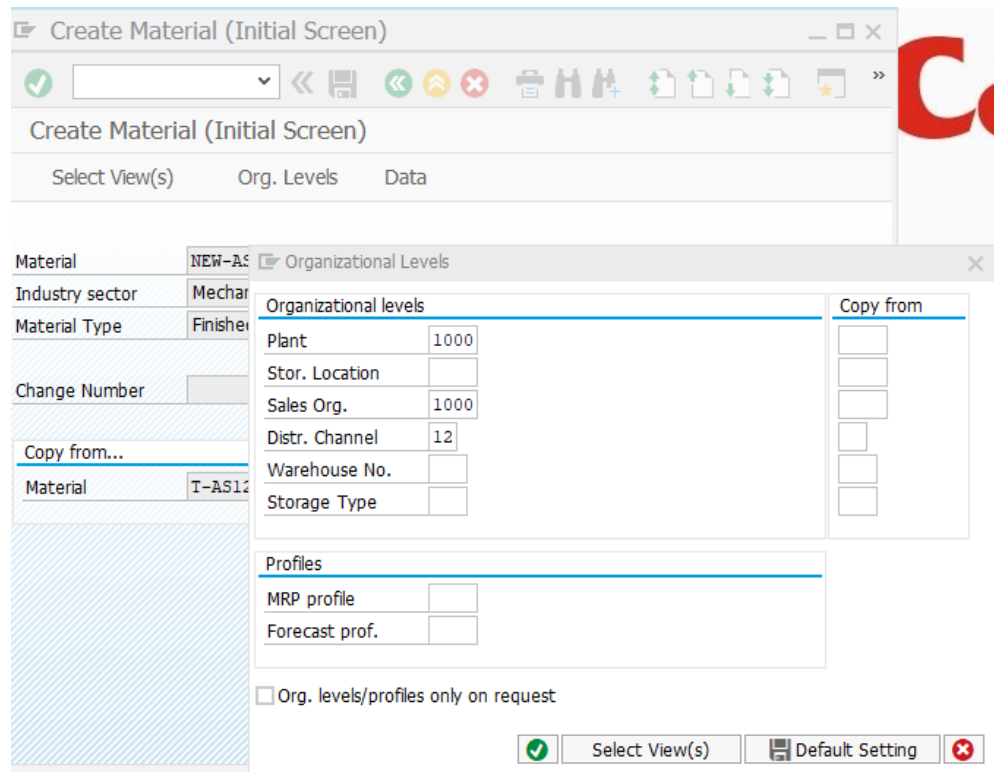 Create Material (Initial Screen)
Create Material (Initial Screen)
Select View(s) Org. Levels Data
Material NEW-AS
Industry sector Mechar
Material Type Finishe
Change Number
Copy from...
Material T-AS12
Organizational Levels
Organizational levels Copy from
Plant 1000
Stor. Location
Sales Org. 1000
Distr. Channel 12
Warehouse No.
Storage Type
Profiles
MRP profile
Forecast prof.
Org. levels/profiles only on request
Select View(s) Default Setting